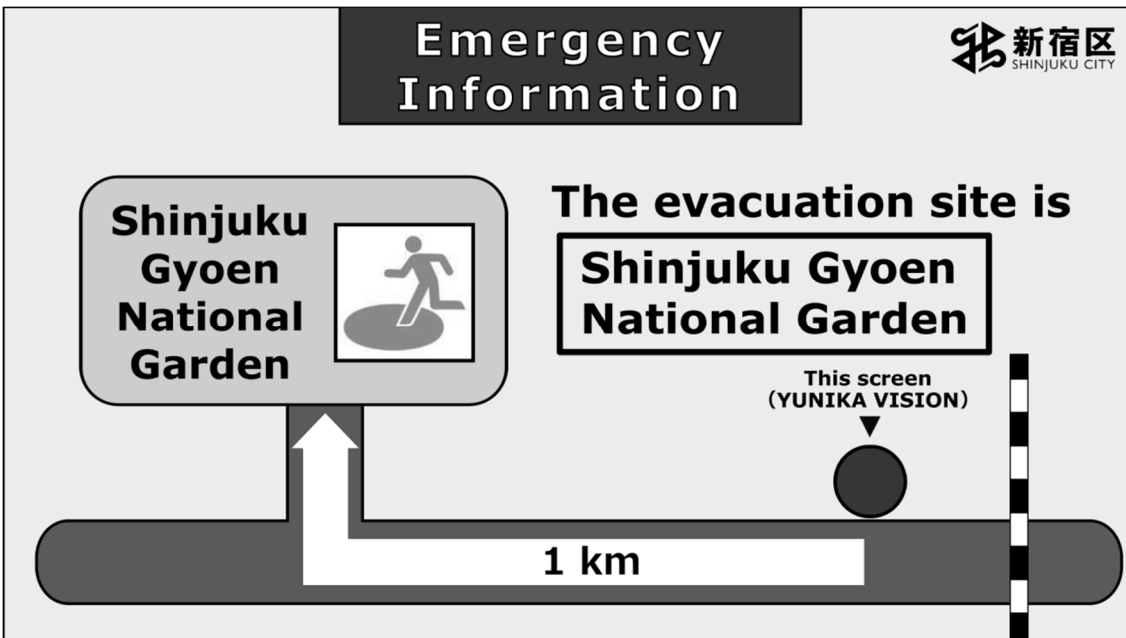 Emergency
Information
新宿区
SHINJUKU CITY
Shinjuku
Gyoen
National
Garden
The evacuation site is
Shinjuku Gyoen
National Garden
This screen
(YUNIKA VISION)
1 km